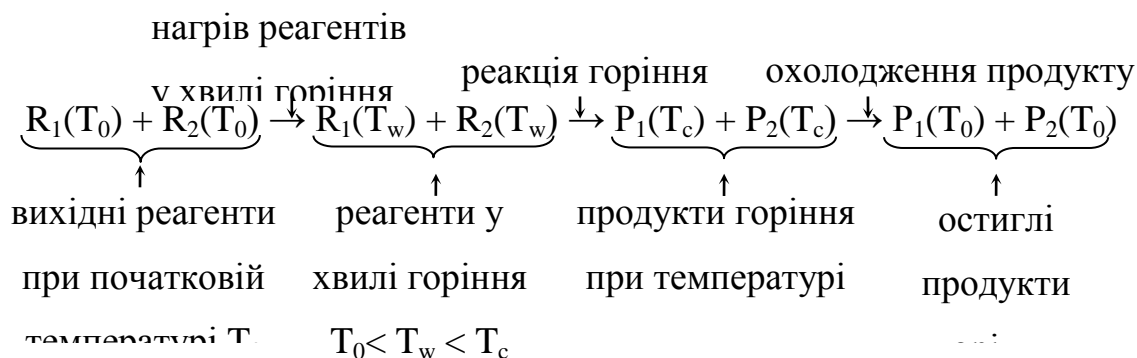 нагрів реагентів
у хвилі горіння реакція горіння охолодження продукту
R₁(T₀) + R₂(T₀) → R₁(T_w) + R₂(T_w) → P₁(T_c) + P₂(T_c) → P₁(T₀) + P₂(T₀)
вихідні реагенти реагенти у продукти горіння остиглі
при початковій хвилі горіння при температурі продукти
температурі T₀< T_w < T_c